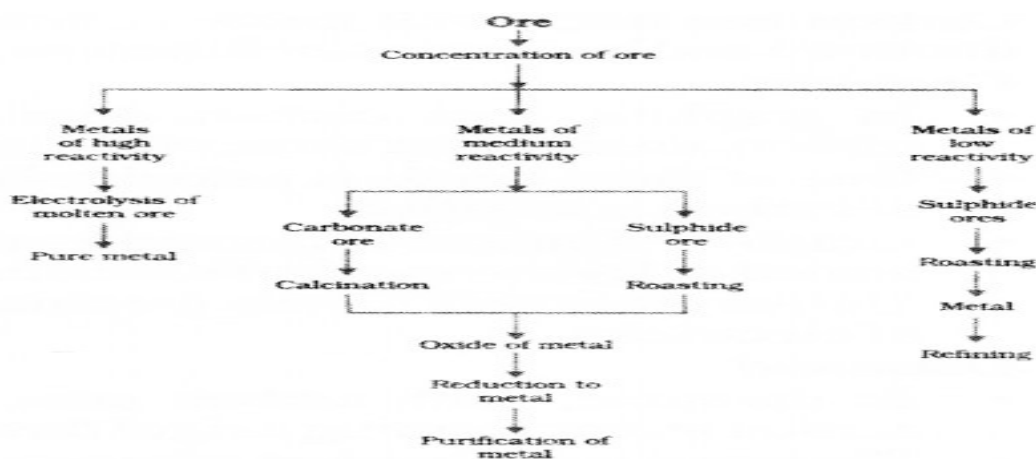 Ore
Concentration of ore
Metals
of high
reactivity
Electrolysis of
molten ore
Pure metal
Metals of
medium
reactivity
Carbonate
ore
Calcination
Sulphide
ore
Roasting
Oxide of metal
Reduction to
metal
Purification of
metal
Metals of
low
reactivity
Sulphide
ores
Roasting
Metal
Refining